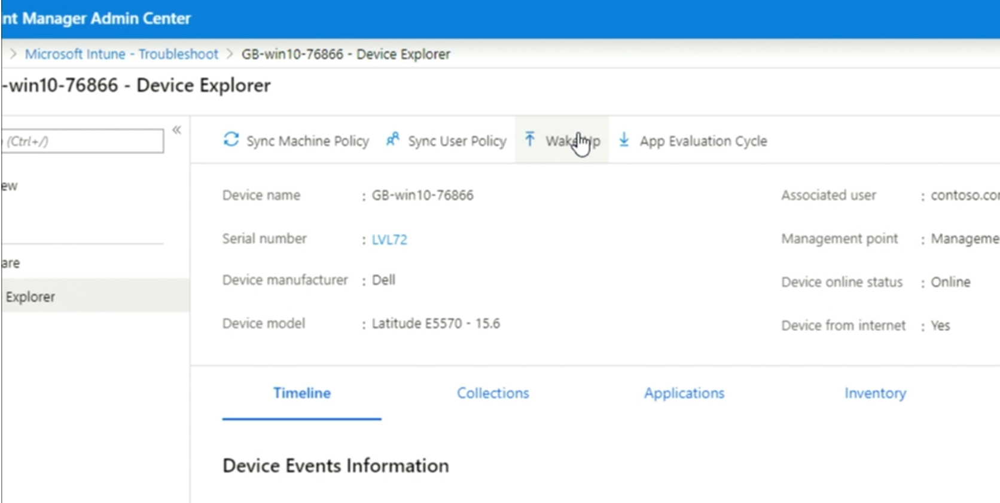 nt Manager Admin Center
> Microsoft Intune - Troubleshoot > GB-win10-76866 - Device Explorer
-win10-76866 - Device Explorer
(Ctrl+/)
«
Sync Machine Policy
Sync User Policy
Wake Up
App Evaluation Cycle
ew
are
Explorer
Device name : GB-win10-76866
Serial number : LVL72
Device manufacturer : Dell
Device model : Latitude E5570 - 15.6
Associated user : contoso.cor
Management point : Manageme
Device online status : Online
Device from internet : Yes
Timeline
Collections
Applications
Inventory
Device Events Information